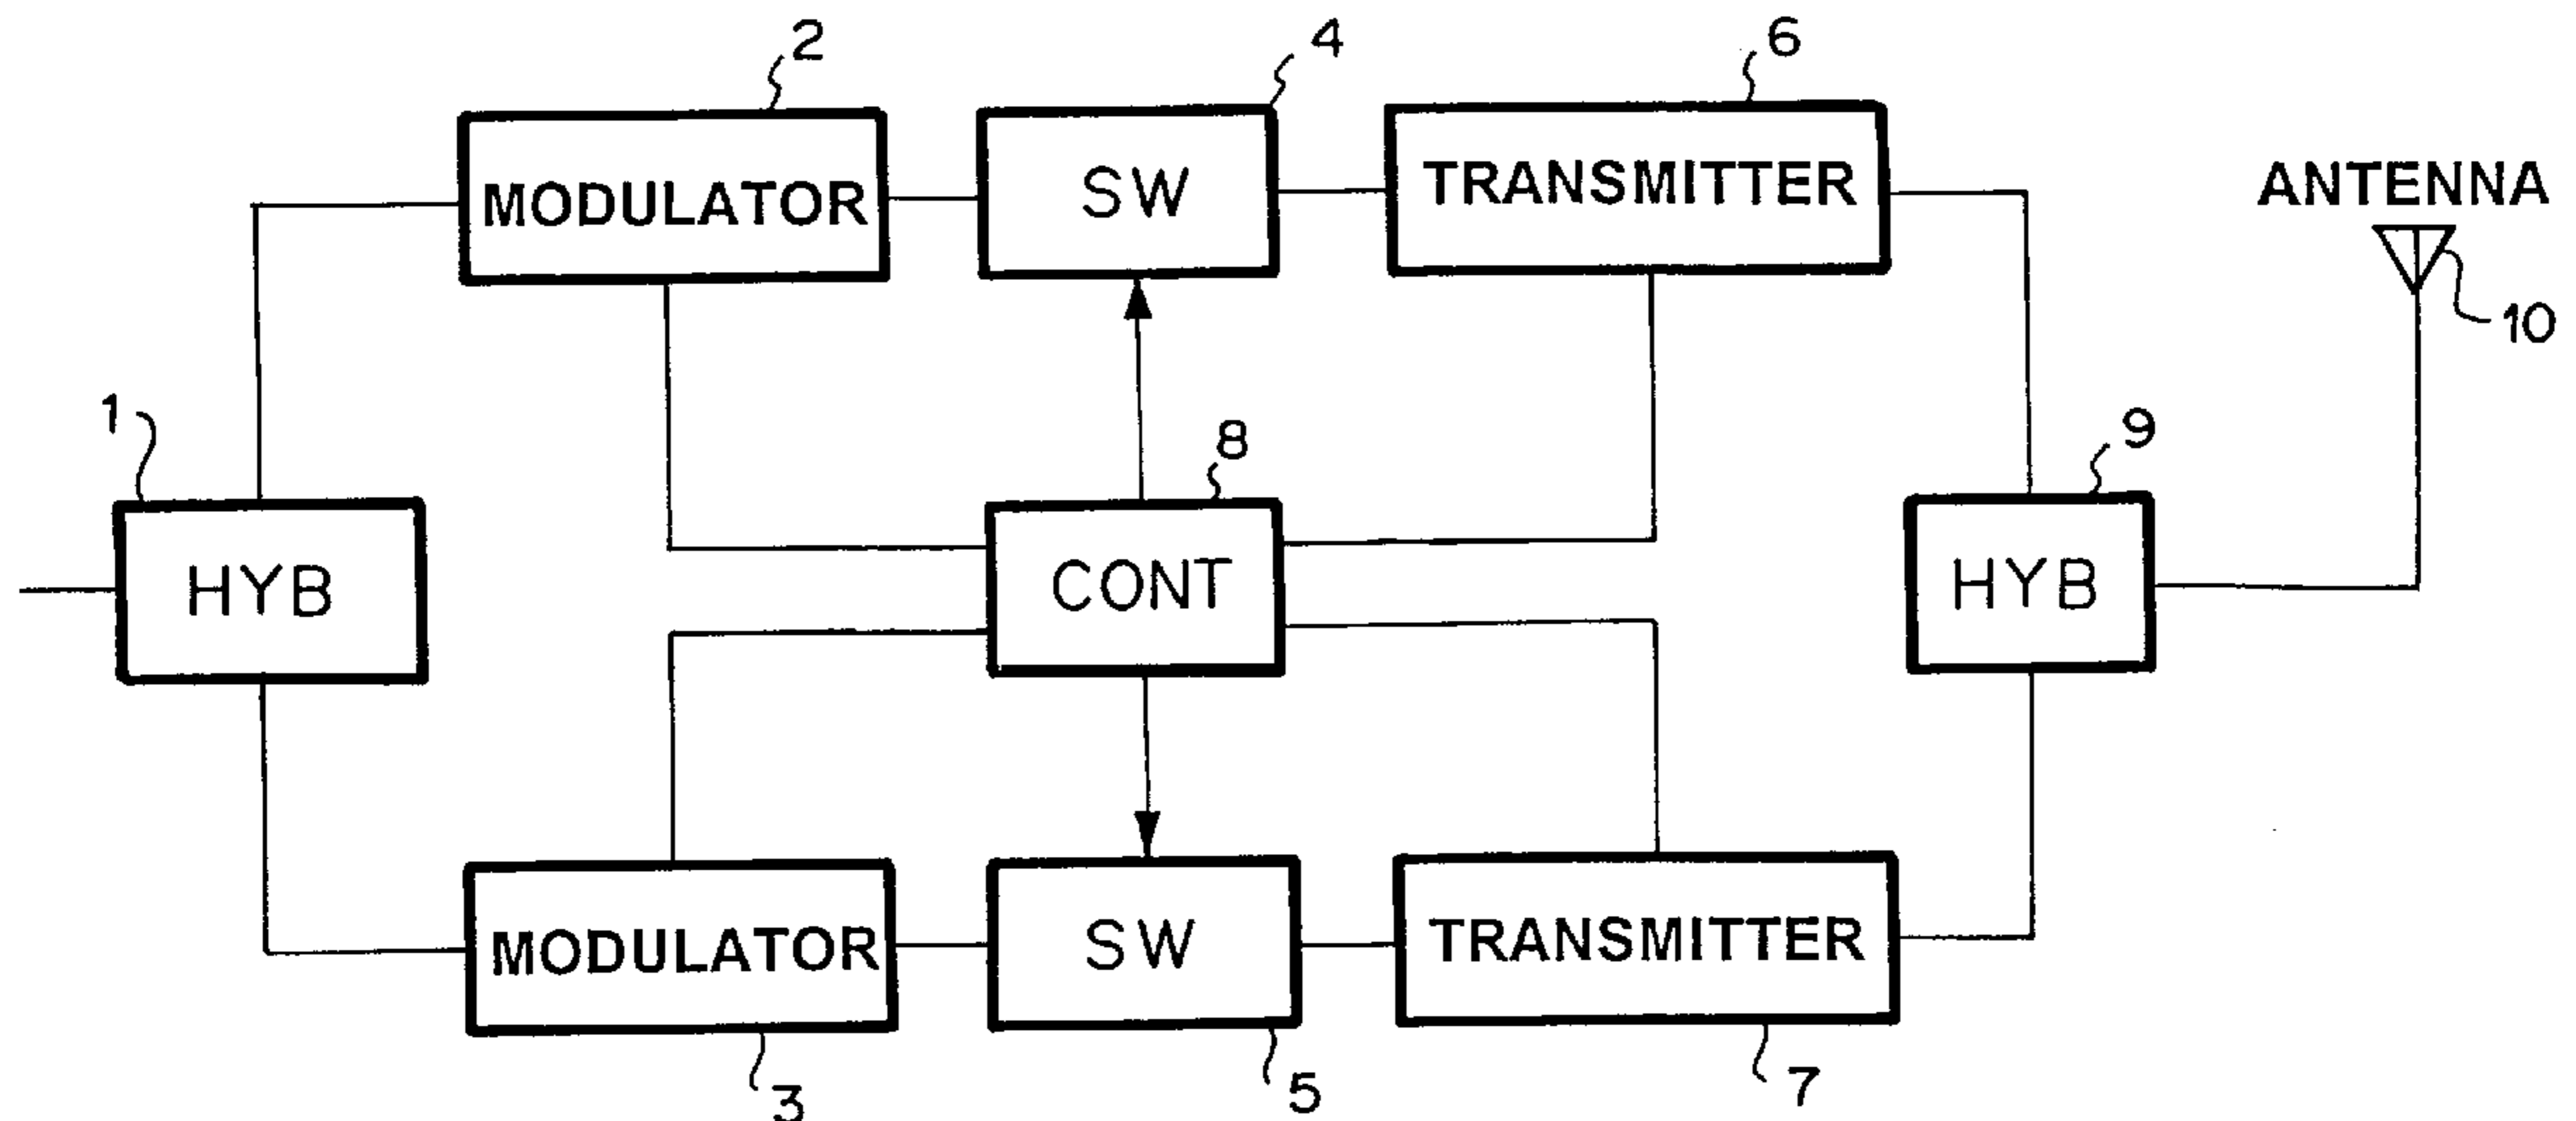 2
4
6
MODULATOR
SW
TRANSMITTER
ANTENNA
10
1
8
9
HYB
CONT
HYB
MODULATOR
SW
TRANSMITTER
3
5
7